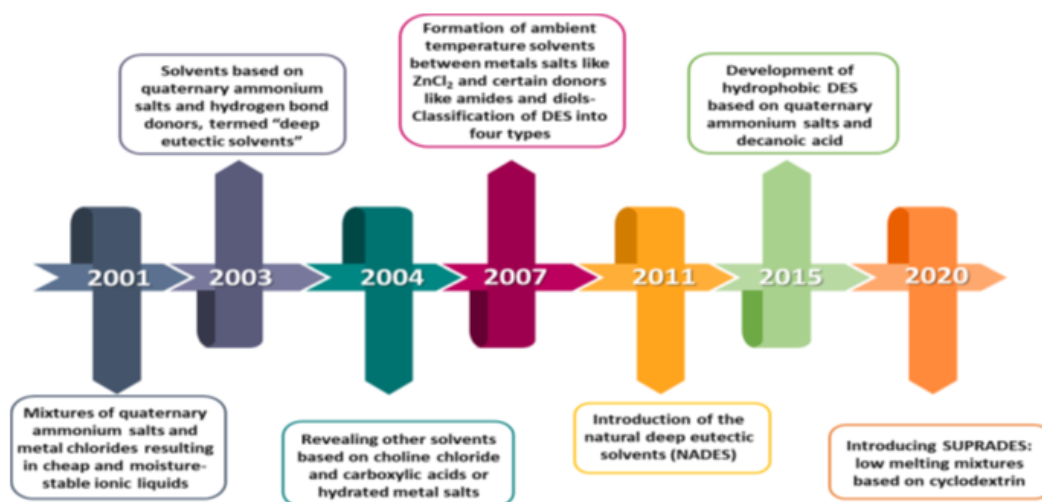 Solvents based on
quaternary ammonium
salts and hydrogen bond
donors, termed “deep
eutectic solvents”
Formation of ambient
temperature solvents
between metals salts like
ZnCl₂ and certain donors
like amides and diols-
Classification of DES into
four types
Development of
hydrophobic DES
based on quaternary
ammonium salts and
decanoic acid
2001
2003
2004
2007
2011
2015
2020
Mixtures of quaternary
ammonium salts and
metal chlorides resulting
in cheap and moisture-
stable ionic liquids
Revealing other solvents
based on choline chloride
and carboxylic acids or
hydrated metal salts
Introduction of the
natural deep eutectic
solvents (NADES)
Introducing SUPRADES:
low melting mixtures
based on cyclodextrin